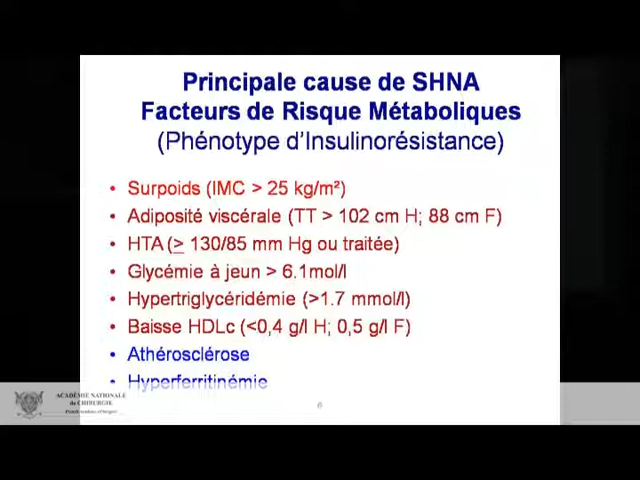 Principale cause de SHNA
Facteurs de Risque Métaboliques
(Phénotype d'Insulinorésistance)
• Surpoids (IMC > 25 kg/m²)
• Adiposité viscérale (TT > 102 cm H; 88 cm F)
• HTA (≥ 130/85 mm Hg ou traitée)
• Glycémie à jeun > 6.1mol/l
• Hypertriglycéridémie (>1.7 mmol/l)
• Baisse HDLc (<0,4 g/l H; 0,5 g/l F)
• Athérosclérose
• Hyperferritinémie
ACADÉMIE NATIONALE
de CHIRURGIE
6